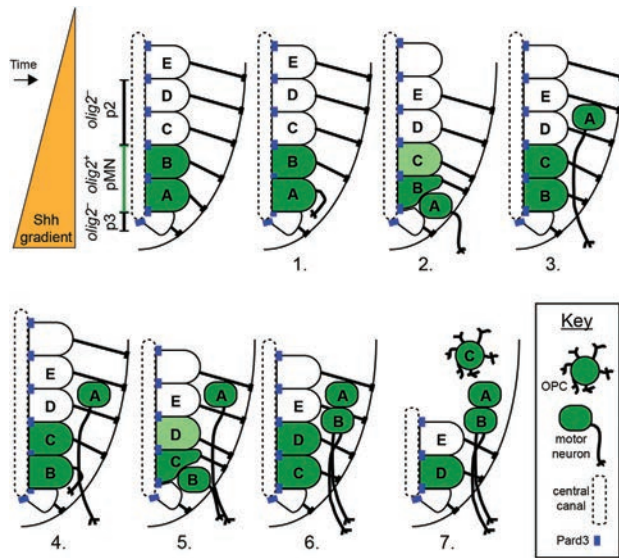 Time
Shh
gradient
olig2⁻
p2
olig2⁺
pMN
olig2⁻
p3
E
D
C
B
A
E
D
C
B
A
1.
E
D
C
B
A
2.
E
D
C
B
A
3.
E
D
C
B
A
4.
E
D
C
B
A
5.
E
D
C
A
B
6.
E
D
C
A
B
7.
Key
OPC
motor
neuron
central
canal
Pard3